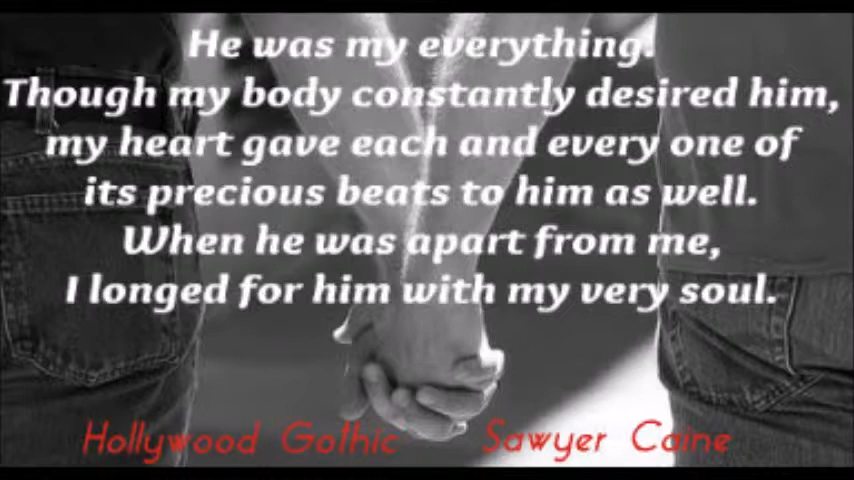 He was my everything.
Though my body constantly desired him,
my heart gave each and every one of
its precious beats to him as well.
When he was apart from me,
I longed for him with my very soul.
Hollywood Gothic Sawyer Caine